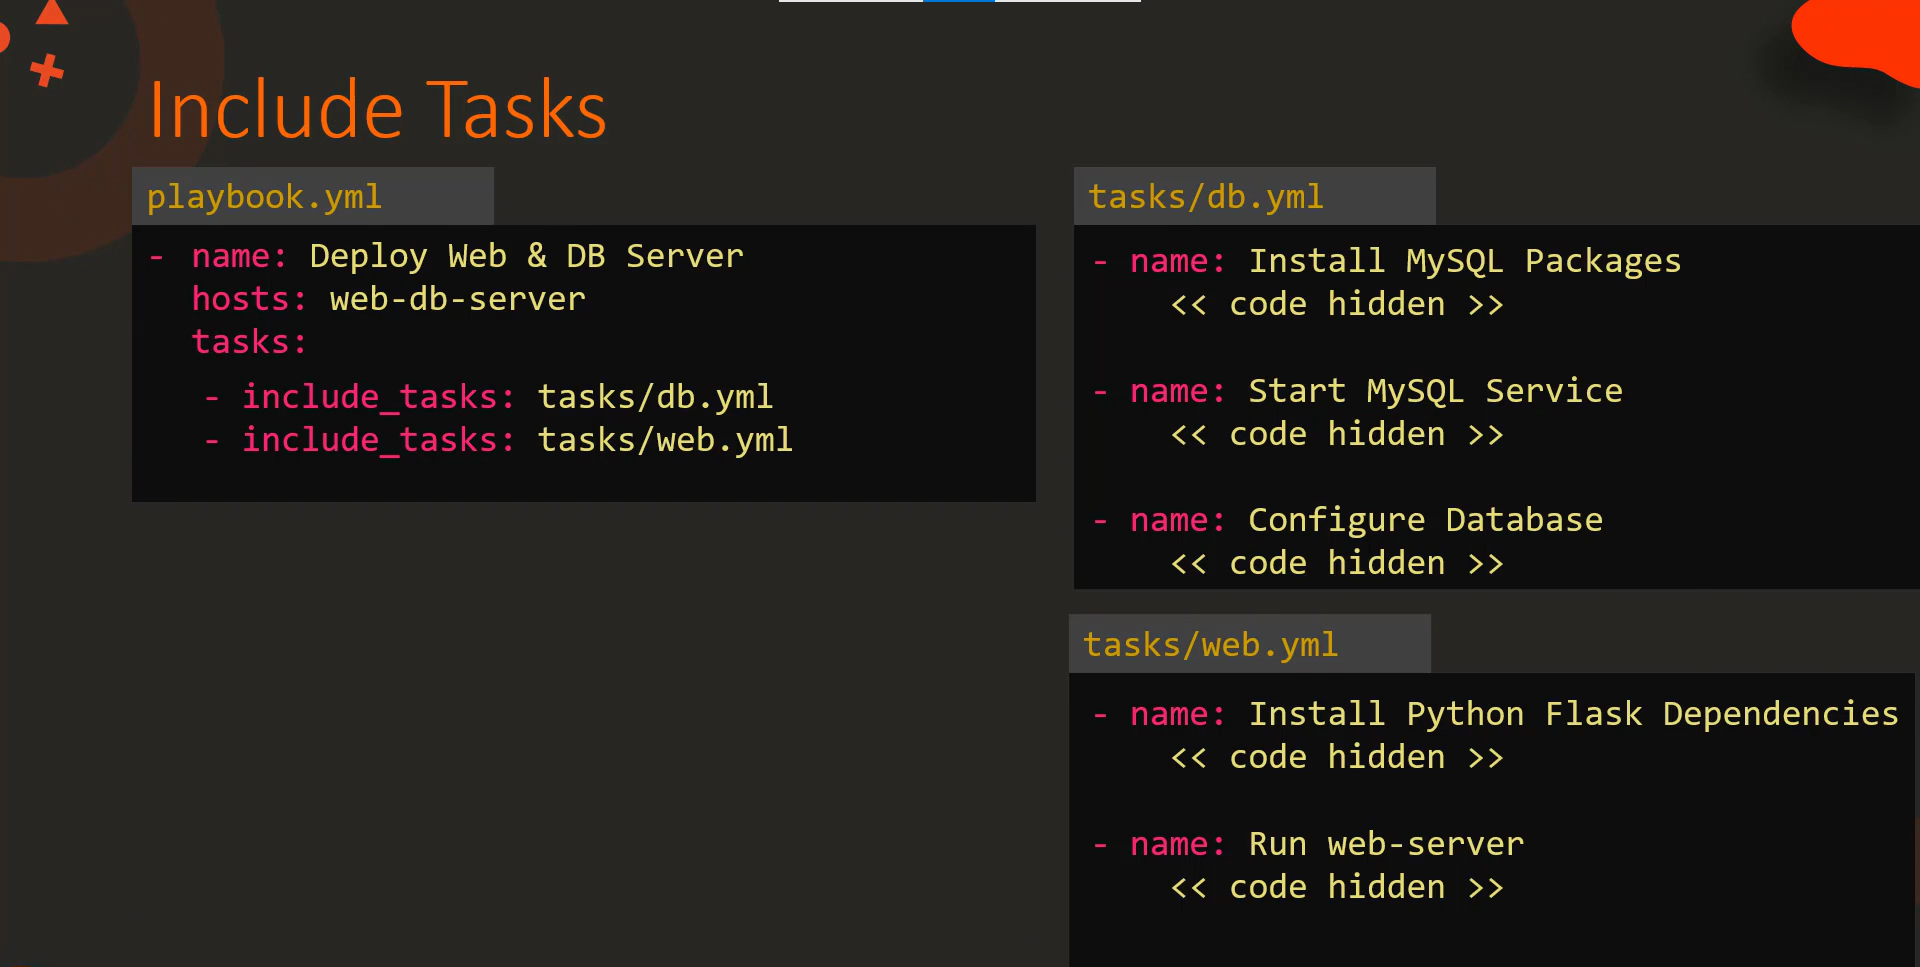 Include Tasks
playbook.yml
- name: Deploy Web & DB Server
hosts: web-db-server
tasks:
- include_tasks: tasks/db.yml
- include_tasks: tasks/web.yml
tasks/db.yml
- name: Install MySQL Packages
<< code hidden >>
- name: Start MySQL Service
<< code hidden >>
- name: Configure Database
<< code hidden >>
tasks/web.yml
- name: Install Python Flask Dependencies
<< code hidden >>
- name: Run web-server
<< code hidden >>